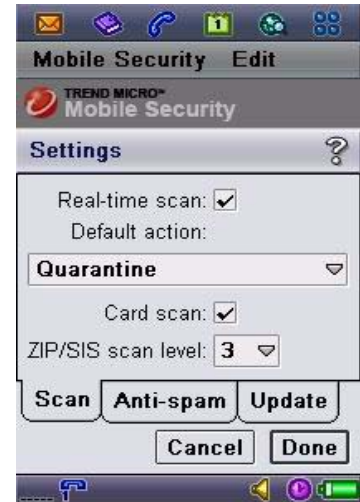 1
Mobile Security Edit
TREND MICRO™
Mobile Security
Settings ?
Real-time scan:
Default action:
Quarantine
Card scan:
ZIP/SIS scan level: 3
Scan Anti-spam Update
Cancel Done